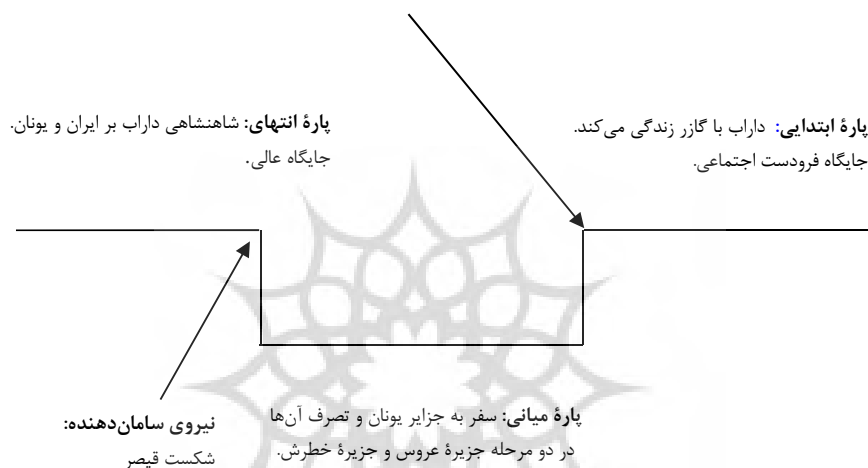 پارهٔ ابتدایی: داراب با گازر زندگی می‌کند.
جایگاه فرودست اجتماعی.
پارهٔ انتهای: شاهنشاهی داراب بر ایران و یونان.
جایگاه عالی.
پارهٔ میانی: سفر به جزایر یونان و تصرف آن‌ها
در دو مرحله جزیرهٔ عروس و جزیرهٔ خطرش.
نیروی سامان‌دهنده:
شکست قیصر